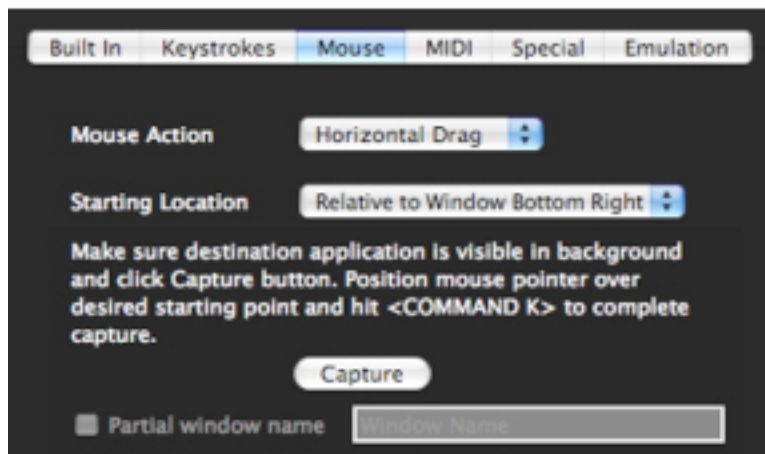 Built In Keystrokes Mouse MIDI Special Emulation
Mouse Action Horizontal Drag
Starting Location Relative to Window Bottom Right
Make sure destination application is visible in background
and click Capture button. Position mouse pointer over
desired starting point and hit <COMMAND K> to complete
capture.
Capture
Partial window name Window Name